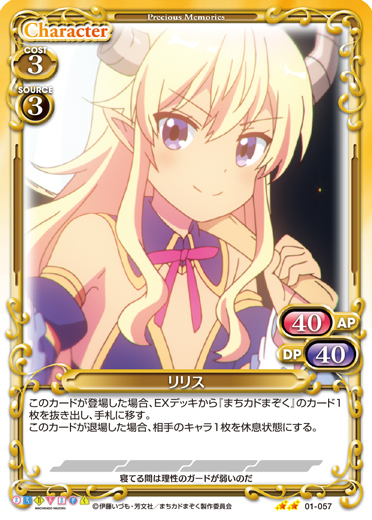 Precious Memories
Character
COST
3
SOURCE
3
40 AP
DP 40
リリス
このカードが登場した場合、EXデッキから『まちカドまぞく』のカード1
枚を抜き出し、手札に移す。
このカードが退場した場合、相手のキャラ1枚を休息状態にする。
寝てる間は理性のガードが弱いのだ
©伊藤いづも・芳文社/まちカドまぞく製作委員会
01-057